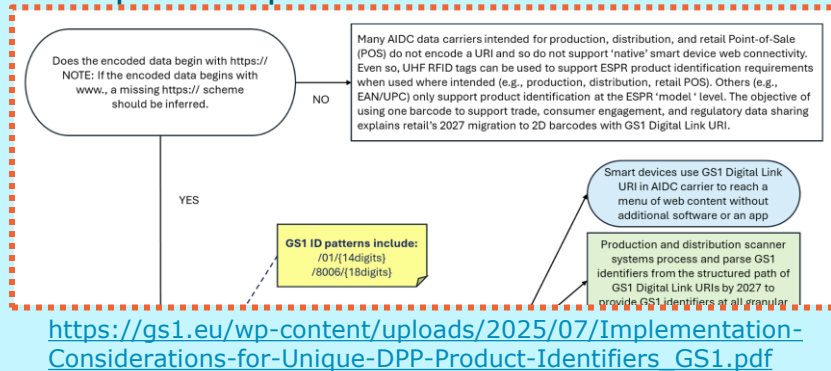 Does the encoded data begin with https://
NOTE: If the encoded data begins with
www., a missing https:// scheme
should be inferred.
NO
Many AIDC data carriers intended for production, distribution, and retail Point-of-Sale
(POS) do not encode a URI and so do not support ‘native’ smart device web connectivity.
Even so, UHF RFID tags can be used to support ESPR product identification requirements
when used where intended (e.g., production, distribution, retail POS). Others (e.g.,
EAN/UPC) only support product identification at the ESPR ‘model ‘ level. The objective of
using one barcode to support trade, consumer engagement, and regulatory data sharing
explains retail’s 2027 migration to 2D barcodes with GS1 Digital Link URI.
YES
Smart devices use GS1 Digital Link
URI in AIDC carrier to reach a
menu of web content without
additional software or an app
GS1 ID patterns include:
/01/{14digits}
/8006/{18digits}
Production and distribution scanner
systems process and parse GS1
identifiers from the structured path of
GS1 Digital Link URIs by 2027 to
provide GS1 identifiers at all granular
https://gs1.eu/wp-content/uploads/2025/07/Implementation-
Considerations-for-Unique-DPP-Product-Identifiers_GS1.pdf